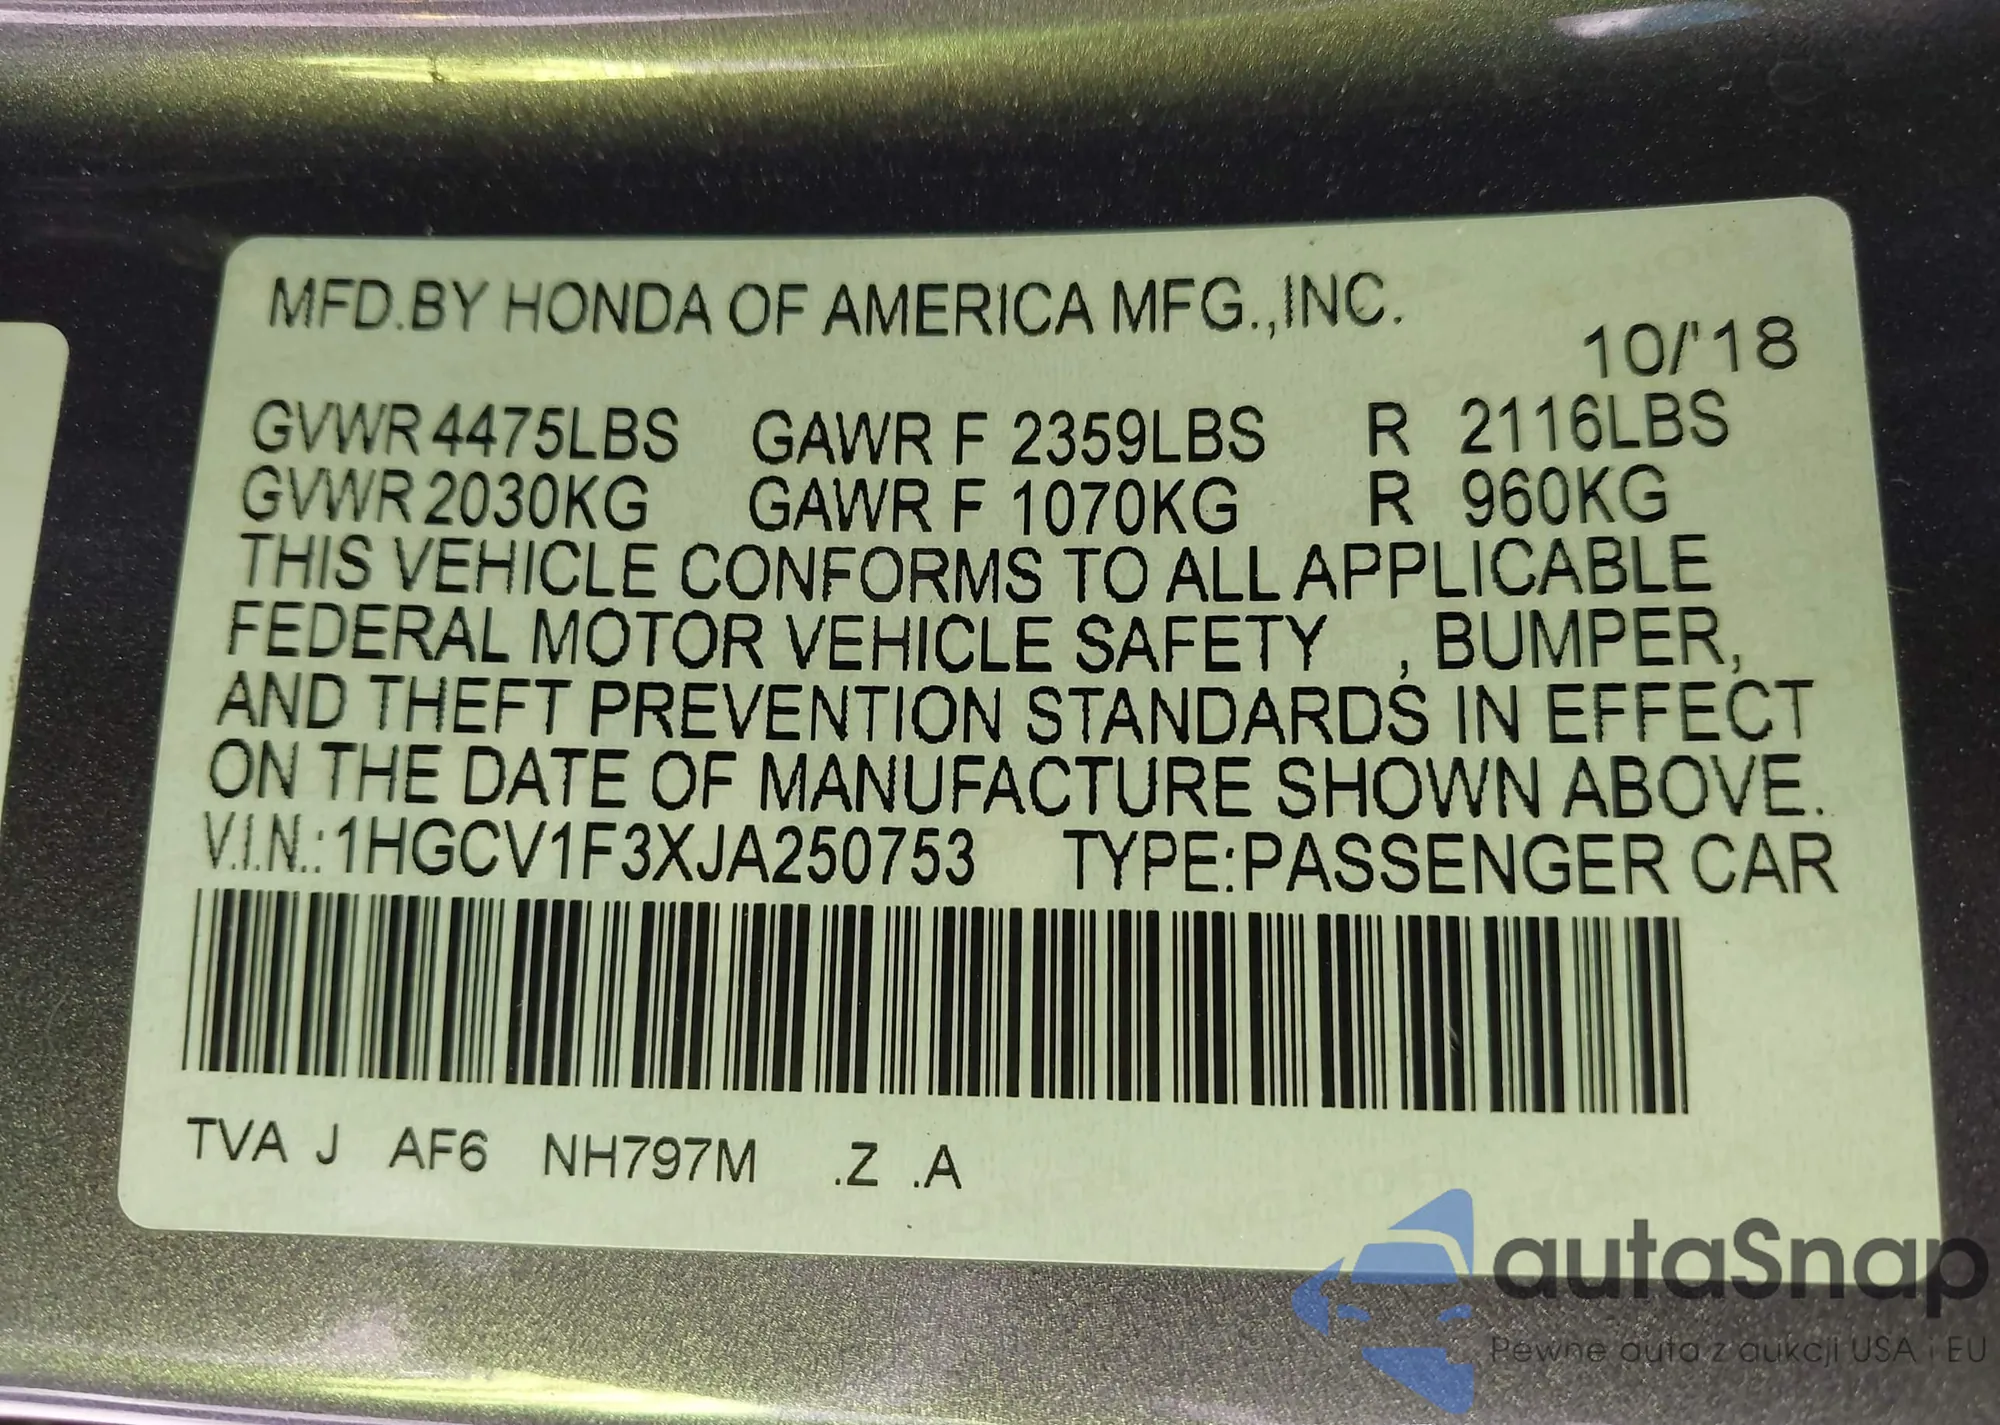 MFD.BY HONDA OF AMERICA MFG.,INC.
10/'18
GVWR 4475LBS GAWR F 2359LBS R 2116LBS
GVWR 2030KG GAWR F 1070KG R 960KG
THIS VEHICLE CONFORMS TO ALL APPLICABLE
FEDERAL MOTOR VEHICLE SAFETY , BUMPER,
AND THEFT PREVENTION STANDARDS IN EFFECT
ON THE DATE OF MANUFACTURE SHOWN ABOVE.
V.I.N.:1HGCV1F3XJA250753 TYPE:PASSENGER CAR
TVA J AF6 NH797M .Z .A
autaSnap
Pewne auta z aukcji USA i EU